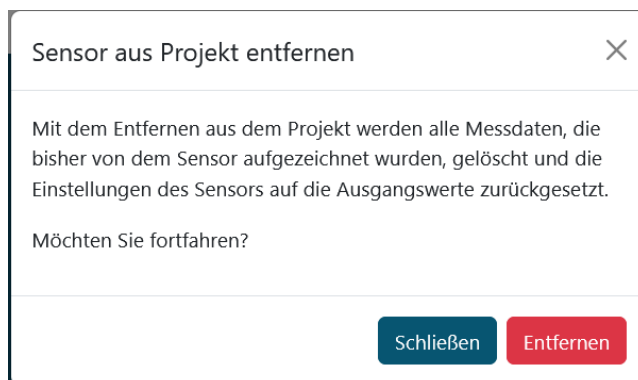 Sensor aus Projekt entfernen
Mit dem Entfernen aus dem Projekt werden alle Messdaten, die
bisher von dem Sensor aufgezeichnet wurden, gelöscht und die
Einstellungen des Sensors auf die Ausgangswerte zurückgesetzt.
Möchten Sie fortfahren?
Schließen
Entfernen